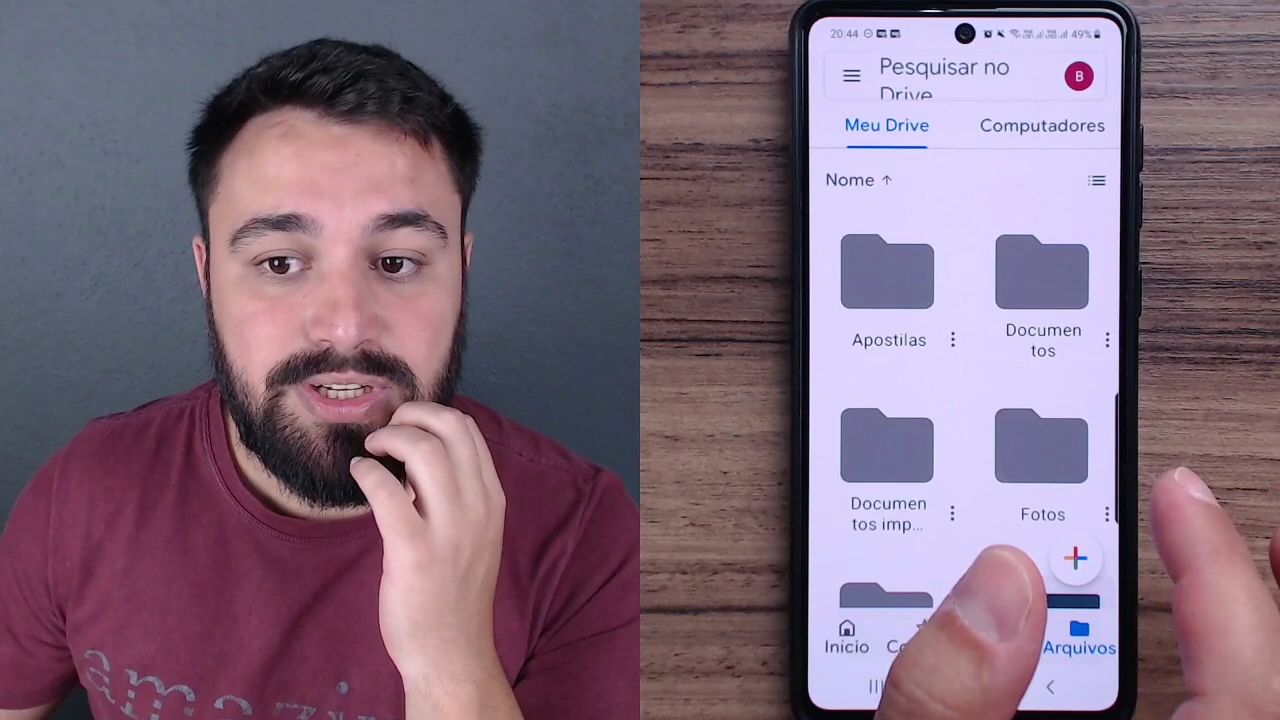 20:44
49%
Pesquisar no
Drive
B
Meu Drive
Computadores
Nome
Apostilas
Documen
tos
Documen
tos imp...
Fotos
Início
Arquivos